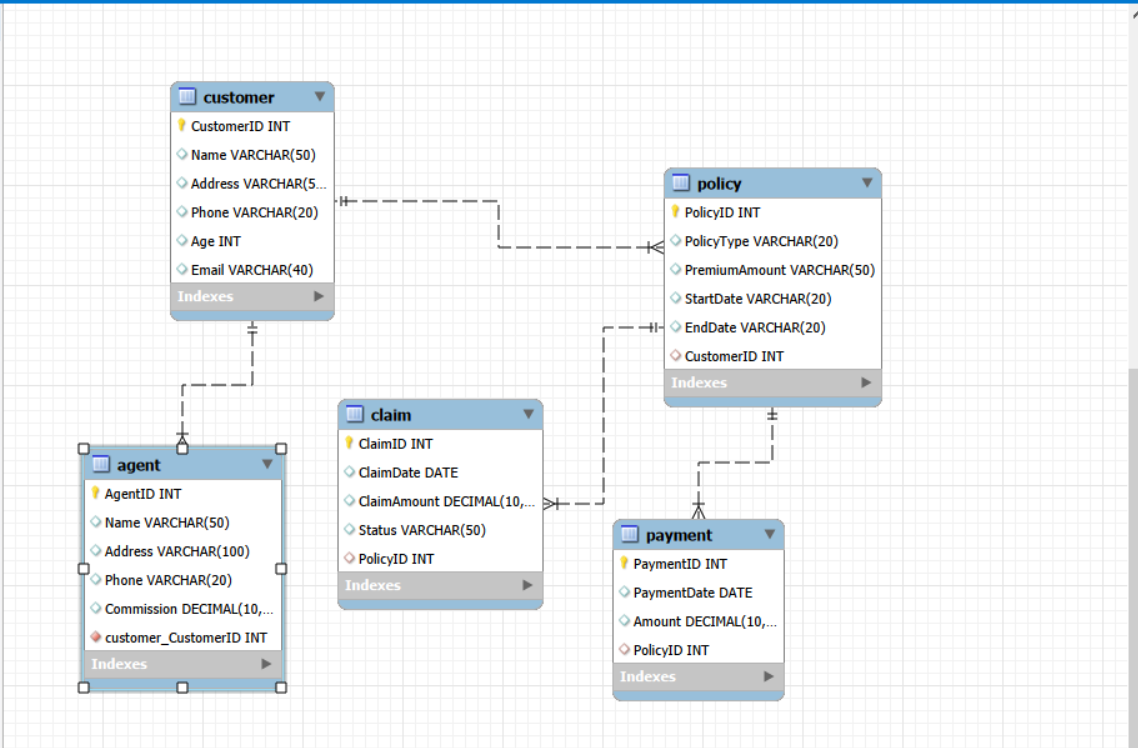 customer
CustomerID INT
Name VARCHAR(50)
Address VARCHAR(5...
Phone VARCHAR(20)
Age INT
Email VARCHAR(40)
Indexes
policy
PolicyID INT
PolicyType VARCHAR(20)
PremiumAmount VARCHAR(50)
StartDate VARCHAR(20)
EndDate VARCHAR(20)
CustomerID INT
Indexes
claim
ClaimID INT
ClaimDate DATE
ClaimAmount DECIMAL(10,...
Status VARCHAR(50)
PolicyID INT
Indexes
agent
AgentID INT
Name VARCHAR(50)
Address VARCHAR(100)
Phone VARCHAR(20)
Commission DECIMAL(10,...
customer_CustomerID INT
Indexes
payment
PaymentID INT
PaymentDate DATE
Amount DECIMAL(10,...
PolicyID INT
Indexes